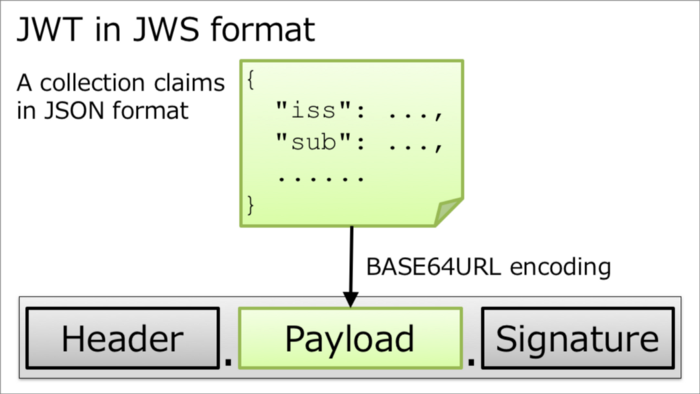 JWT in JWS format
A collection claims
in JSON format
{
"iss": ...,
"sub": ...,
......
}
BASE64URL encoding
Header . Payload . Signature